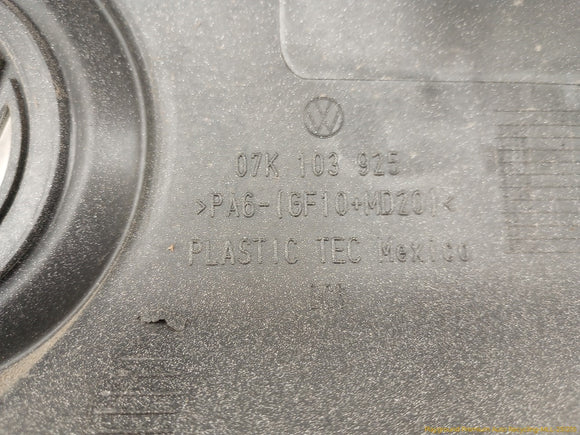 07K 103 925
>PA6-(GF10+MD20)<
PLASTIC TEC Mexico